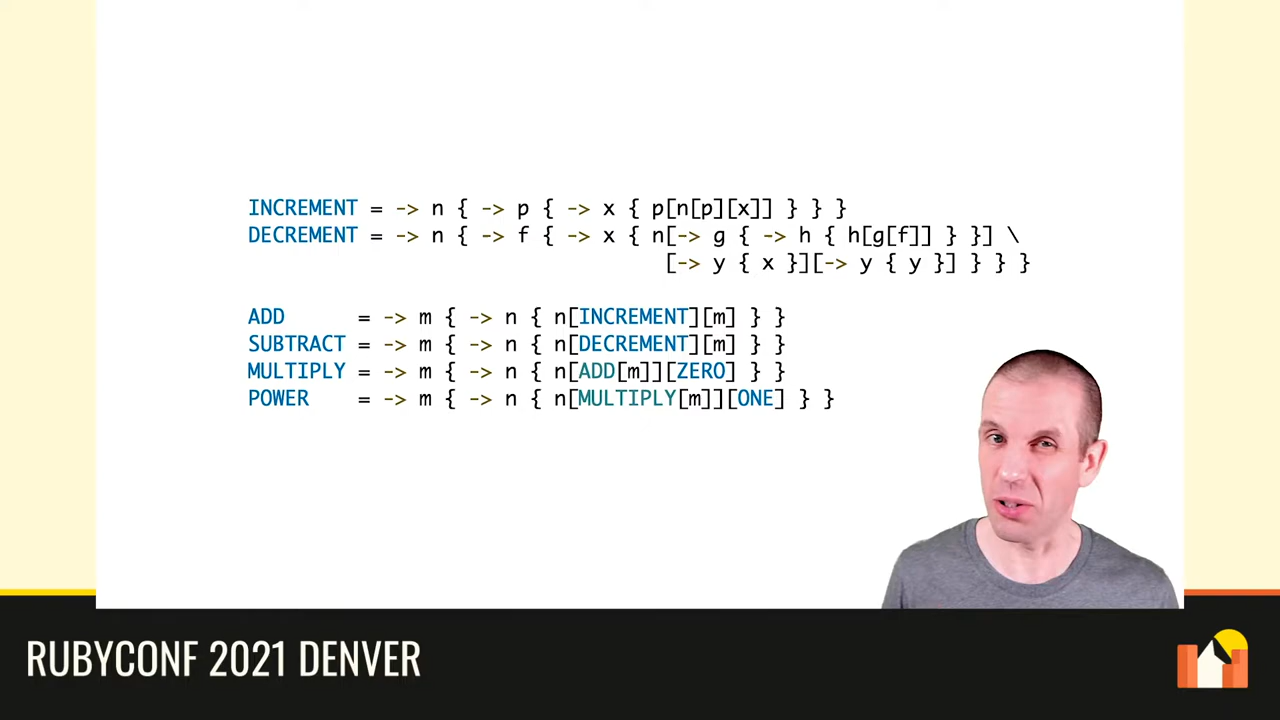 INCREMENT = -> n { -> p { -> x { p[n[p][x]] } } }
DECREMENT = -> n { -> f { -> x { n[-> g { -> h { h[g[f]] } }] \
[-> y { x }][-> y { y }] } } }
ADD = -> m { -> n { n[INCREMENT][m] } }
SUBTRACT = -> m { -> n { n[DECREMENT][m] } }
MULTIPLY = -> m { -> n { n[ADD[m]][ZERO] } }
POWER = -> m { -> n { n[MULTIPLY[m]][ONE] } }
RUBYCONF 2021 DENVER